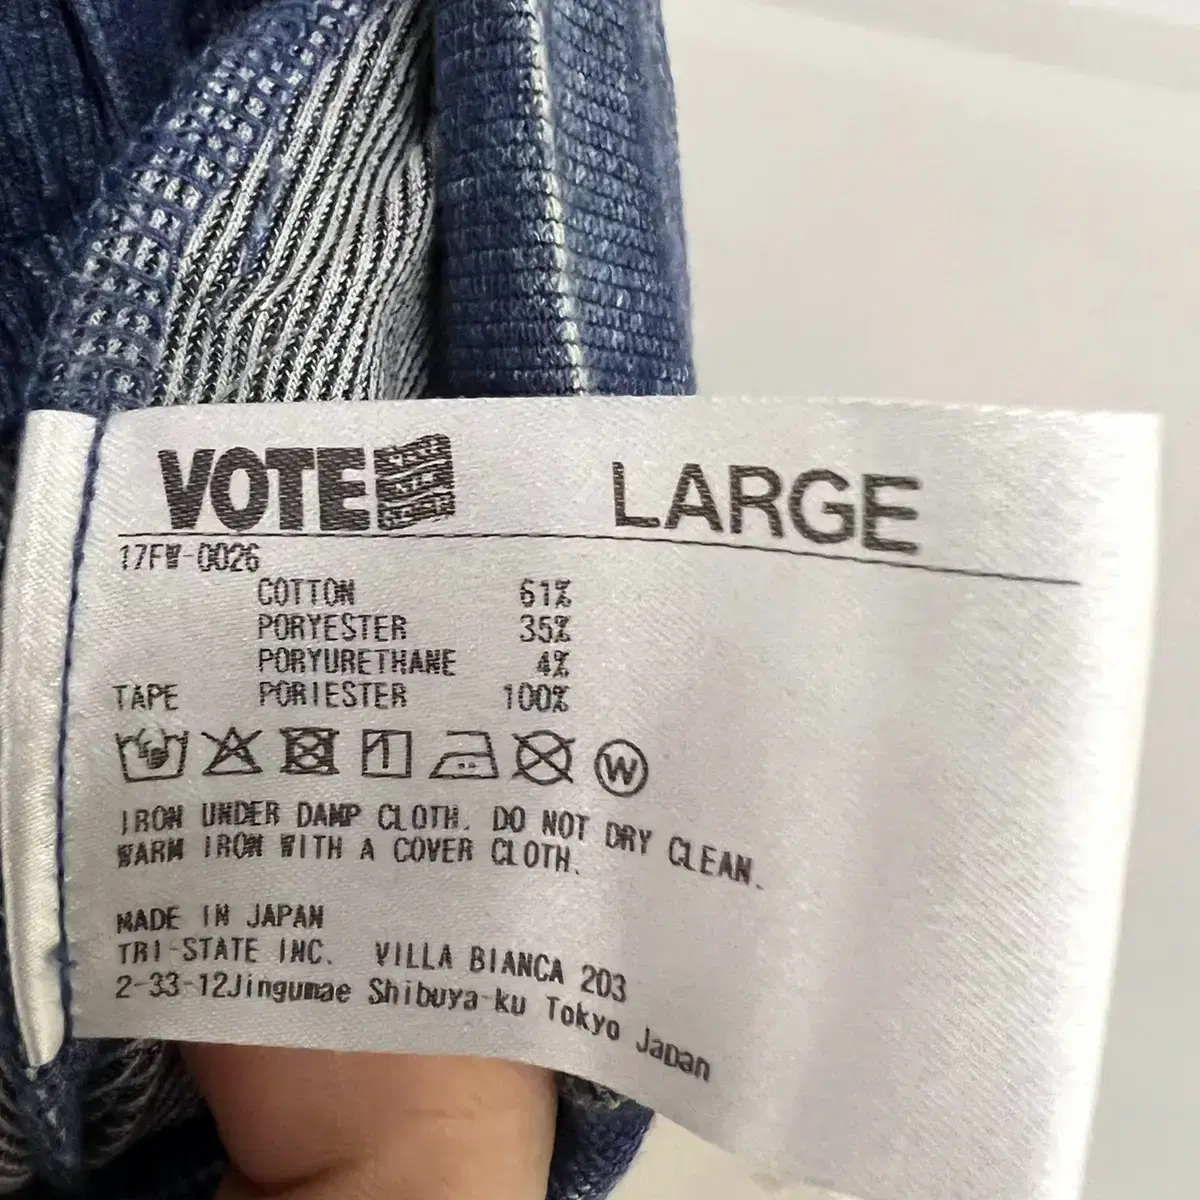 VOTE
LARGE
17FW-0026
COTTON 61%
PORYESTER 35%
PORYURETHANE 4%
TAPE PORIESTER 100%
1
W
IRON UNDER DAMP CLOTH. DO NOT DRY CLEAN.
WARM IRON WITH A COVER CLOTH.
MADE IN JAPAN
TRI-STATE INC. VILLA BIANCA 203
2-33-12Jingumae Shibuya-ku Tokyo Japan